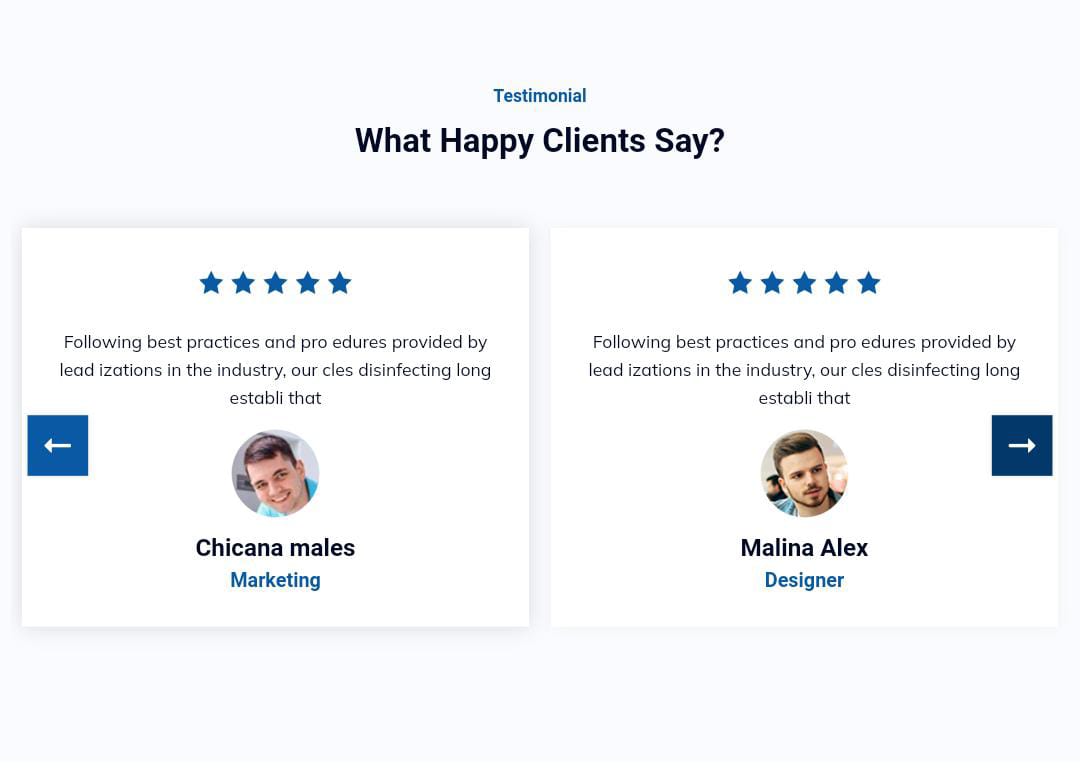 Testimonial
What Happy Clients Say?
Following best practices and pro edures provided by
lead izations in the industry, our cles disinfecting long
establi that
Chicana males
Marketing
Following best practices and pro edures provided by
lead izations in the industry, our cles disinfecting long
establi that
Malina Alex
Designer